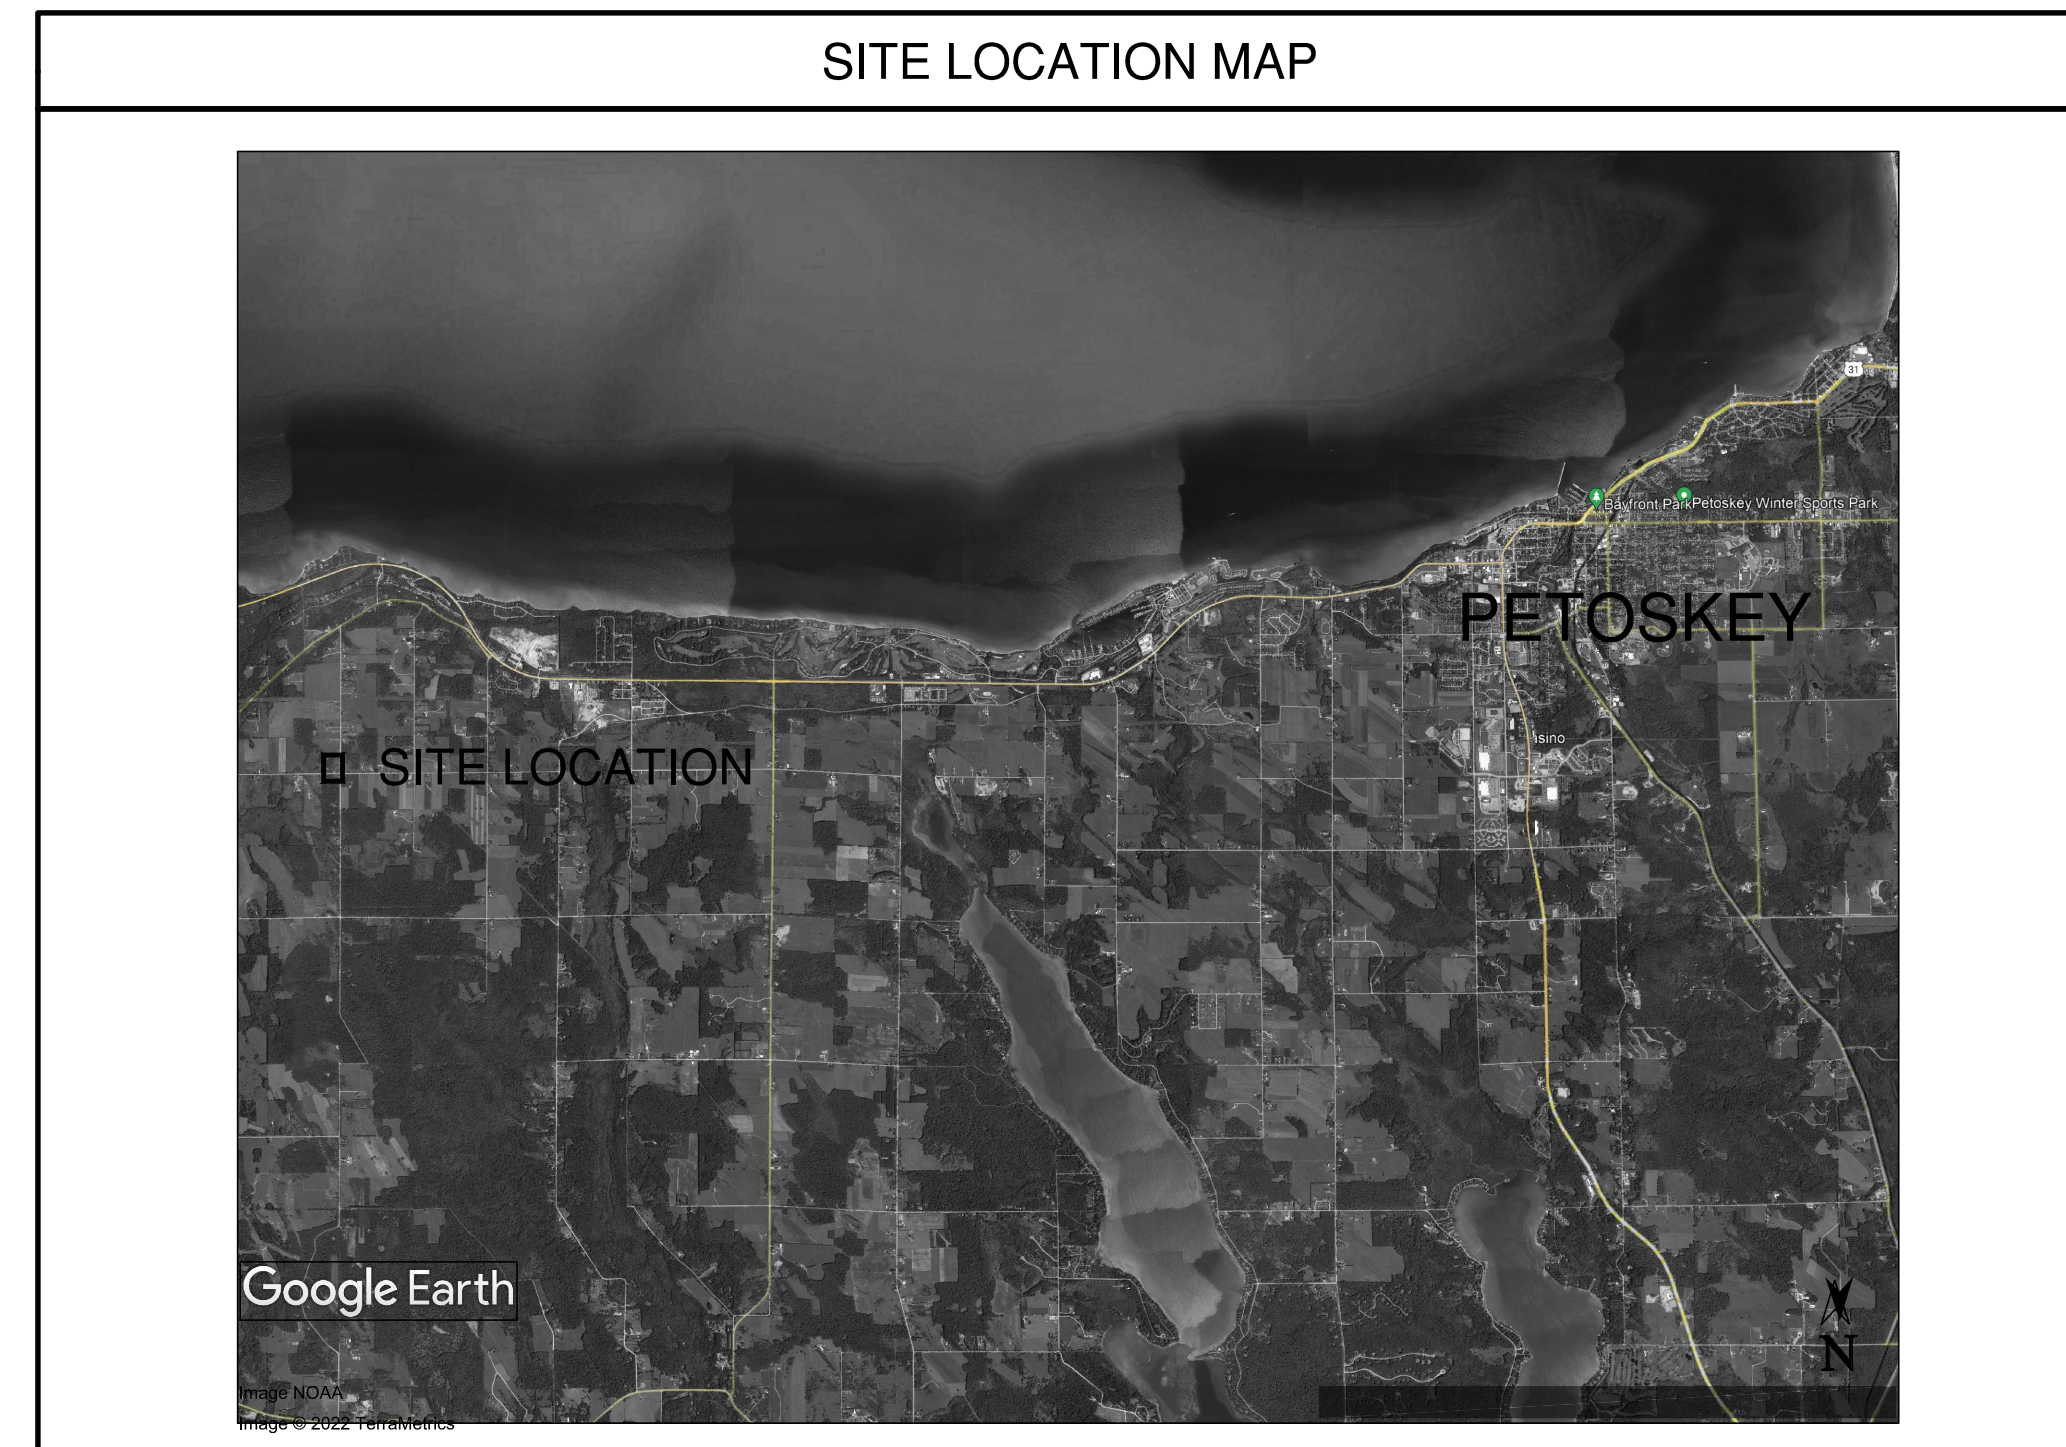 SITE LOCATION MAP
31
Bayfront Park
Petoskey Winter Sports Park
PETOSKEY
isino
SITE LOCATION
Google Earth
N
Image NOAA
Image © 2022 TerraMetrics